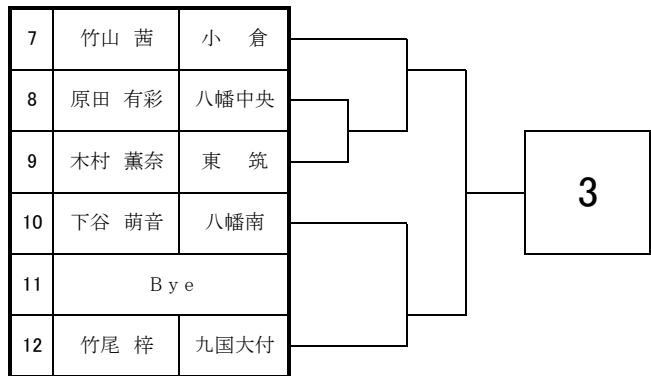 7 竹山 茜 小 倉
8 原田 有彩 八幡中央
9 木村 薫奈 東 筑
3
10 下谷 萌音 八幡南
11 Bye
12 竹尾 梓 九国大付